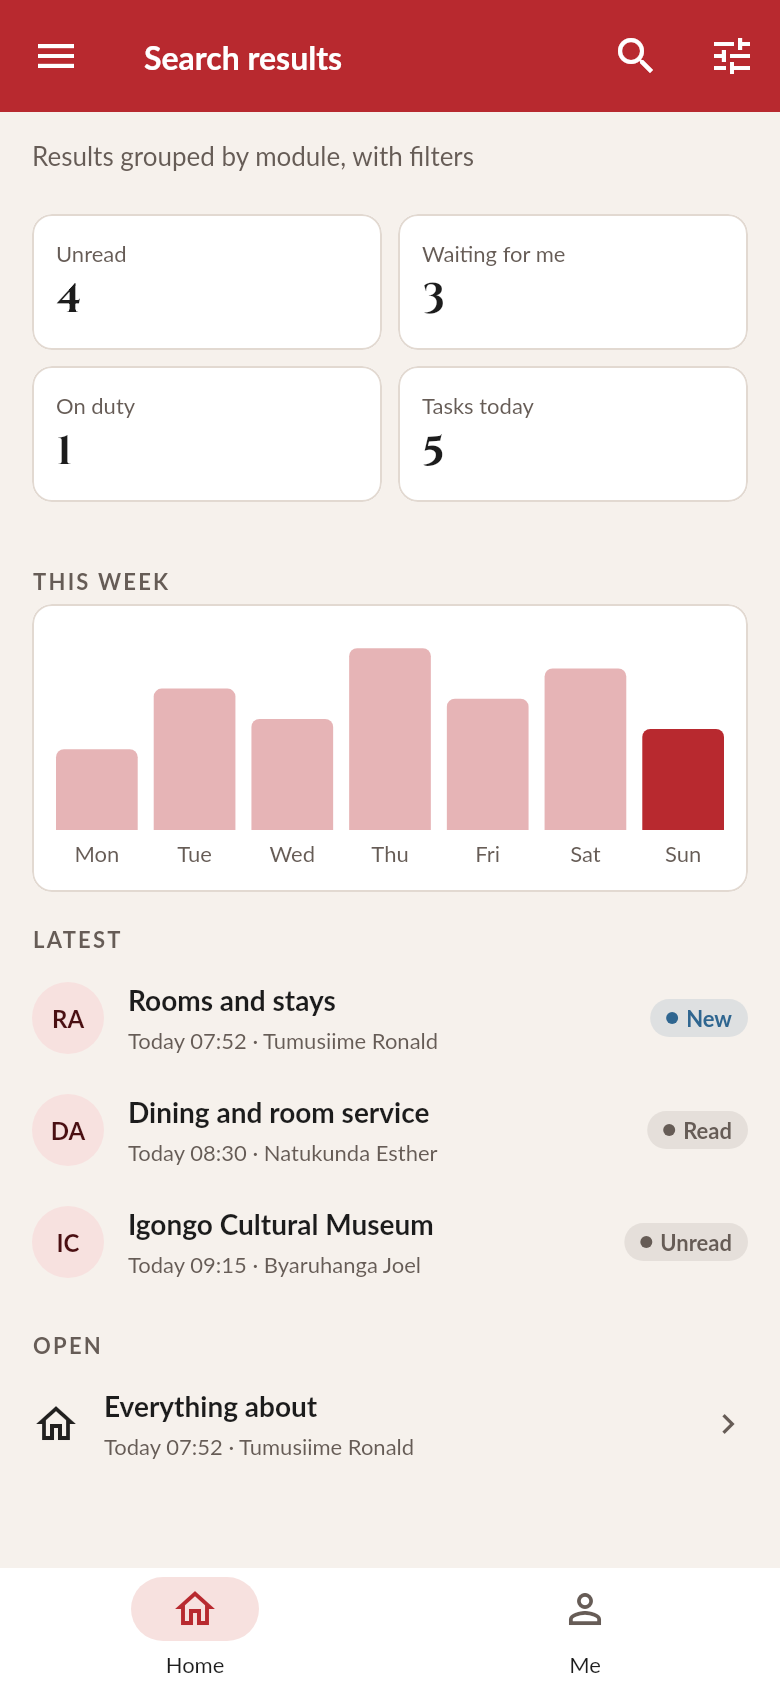 Search results
Results grouped by module, with filters
Unread
4
Waiting for me
3
On duty
1
Tasks today
5
THIS WEEK
Mon Tue Wed Thu Fri Sat Sun
LATEST
RA
Rooms and stays
Today 07:52 · Tumusiime Ronald
New
DA
Dining and room service
Today 08:30 · Natukunda Esther
Read
IC
Igongo Cultural Museum
Today 09:15 · Byaruhanga Joel
Unread
OPEN
Everything about
Today 07:52 · Tumusiime Ronald
Home
Me